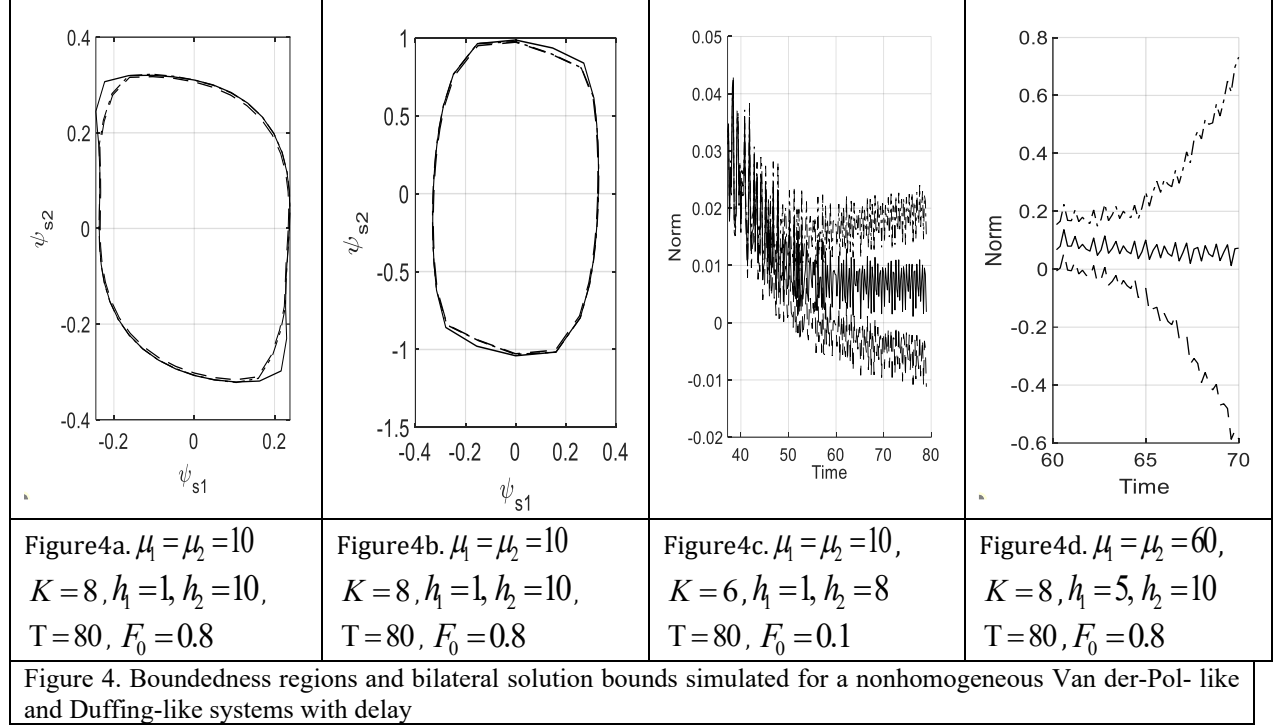 0.4
0.2
0
-0.2
-0.4
-0.2 0 0.2
ψs1
ψs2
1
0.5
0
-0.5
-1
-1.5
-0.4 -0.2 0 0.2 0.4
ψs1
ψs2
0.05
0.04
0.03
0.02
0.01
0
-0.01
-0.02
40 50 60 70 80
Time
Norm
0.8
0.6
0.4
0.2
0
-0.2
-0.4
-0.6
60 65 70
Time
Norm
Figure4a. μ₁ = μ₂ = 10
K = 8, h₁ = 1, h₂ = 10,
T = 80, F₀ = 0.8
Figure4b. μ₁ = μ₂ = 10
K = 8, h₁ = 1, h₂ = 10,
T = 80, F₀ = 0.8
Figure4c. μ₁ = μ₂ = 10,
K = 6, h₁ = 1, h₂ = 8
T = 80, F₀ = 0.1
Figure4d. μ₁ = μ₂ = 60,
K = 8, h₁ = 5, h₂ = 10
T = 80, F₀ = 0.8
Figure 4. Boundedness regions and bilateral solution bounds simulated for a nonhomogeneous Van der-Pol- like
and Duffing-like systems with delay